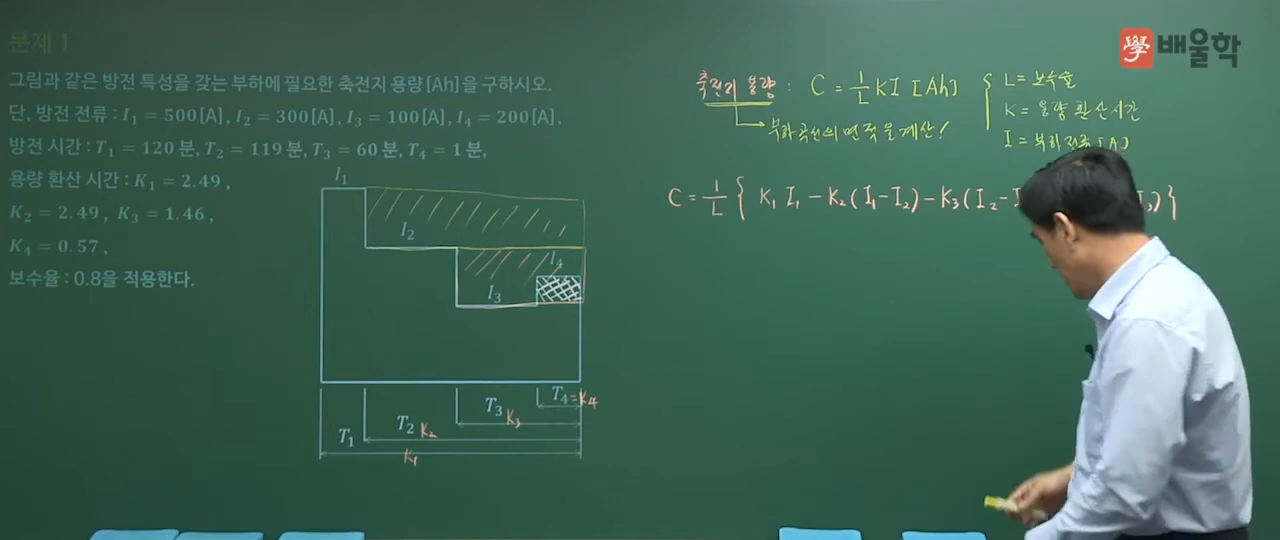 學 배울학
문제 1
그림과 같은 방전 특성을 갖는 부하에 필요한 축전지 용량[Ah]을 구하시오.
단, 방전 전류 : I₁ = 500[A], I₂ = 300[A], I₃ = 100[A], I₄ = 200[A],
방전 시간 : T₁ = 120 분, T₂ = 119 분, T₃ = 60 분, T₄ = 1 분,
용량 환산 시간 : K₁ = 2.49 ,
K₂ = 2.49 , K₃ = 1.46 ,
K₄ = 0.57 ,
보수율 : 0.8을 적용한다.
I₁
I₂
I₄
I₃
T₄ = K₄
T₃ K₃
T₂ K₂
T₁
K₁
축전지 용량 : C = 1/L KI [Ah]
부하곡선의 면적을 계산!
L = 보수율
K = 용량 환산시간
I = 부하전류 [A]
C = 1/L { K₁ I₁ - K₂ (I₁-I₂) - K₃ (I₂-